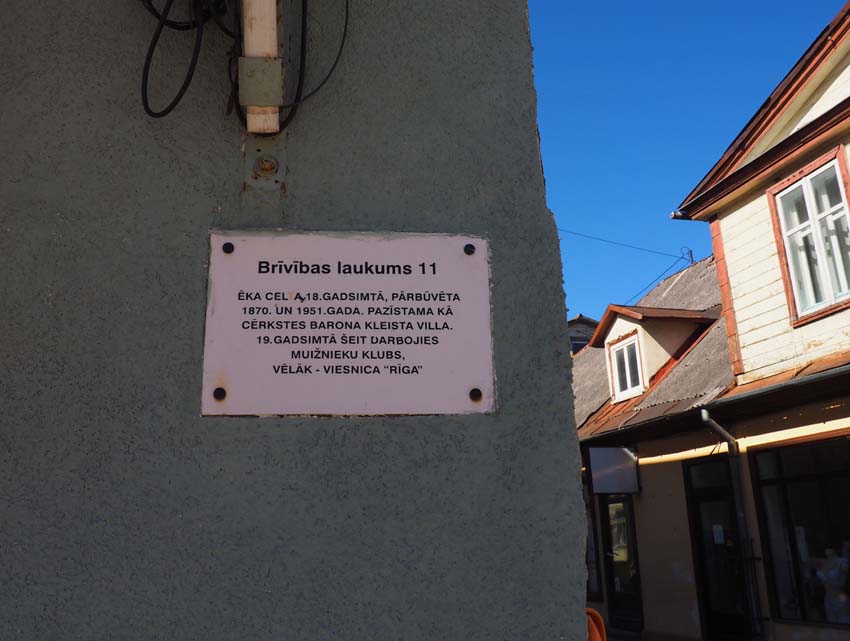 Brīvības laukums 11
ĒKA CELTA 18.GADSIMTĀ, PĀRBŪVĒTA
1870. UN 1951.GADA. PAZĪSTAMA KĀ
CĒRKSTES BARONA KLEISTA VILLA.
19.GADSIMTĀ ŠEIT DARBOJIES
MUIŽNIEKU KLUBS,
VĒLĀK - VIESNICA “RĪGA”